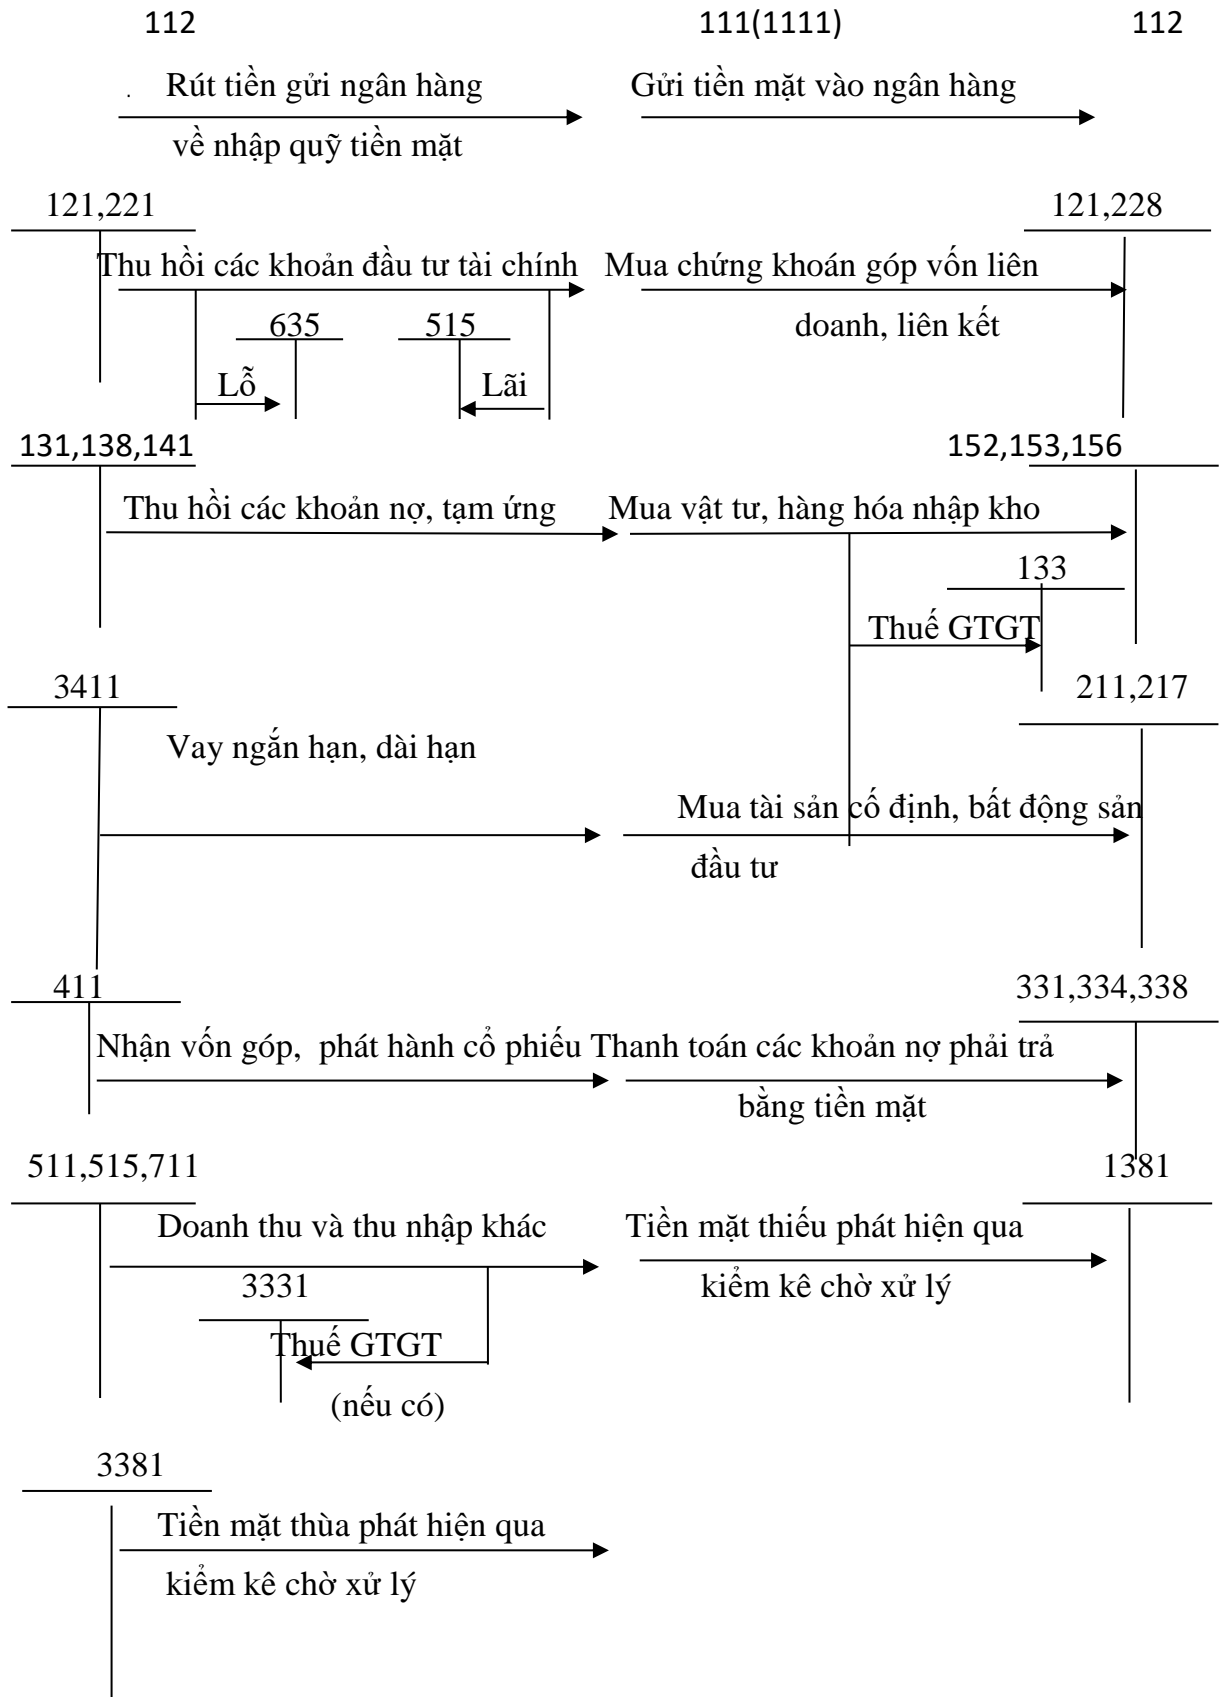 112 111(1111) 112
Rút tiền gửi ngân hàng Gửi tiền mặt vào ngân hàng
về nhập quỹ tiền mặt
121,221 121,228
Thu hồi các khoản đầu tư tài chính Mua chứng khoán góp vốn liên
635 515 doanh, liên kết
Lỗ Lãi
131,138,141 152,153,156
Thu hồi các khoản nợ, tạm ứng Mua vật tư, hàng hóa nhập kho
133
Thuế GTGT
3411 211,217
Vay ngắn hạn, dài hạn
Mua tài sản cố định, bất động sản
đầu tư
411 331,334,338
Nhận vốn góp, phát hành cổ phiếu Thanh toán các khoản nợ phải trả
bằng tiền mặt
511,515,711 1381
Doanh thu và thu nhập khác Tiền mặt thiếu phát hiện qua
3331 kiểm kê chờ xử lý
Thuế GTGT
(nếu có)
3381
Tiền mặt thùa phát hiện qua
kiểm kê chờ xử lý